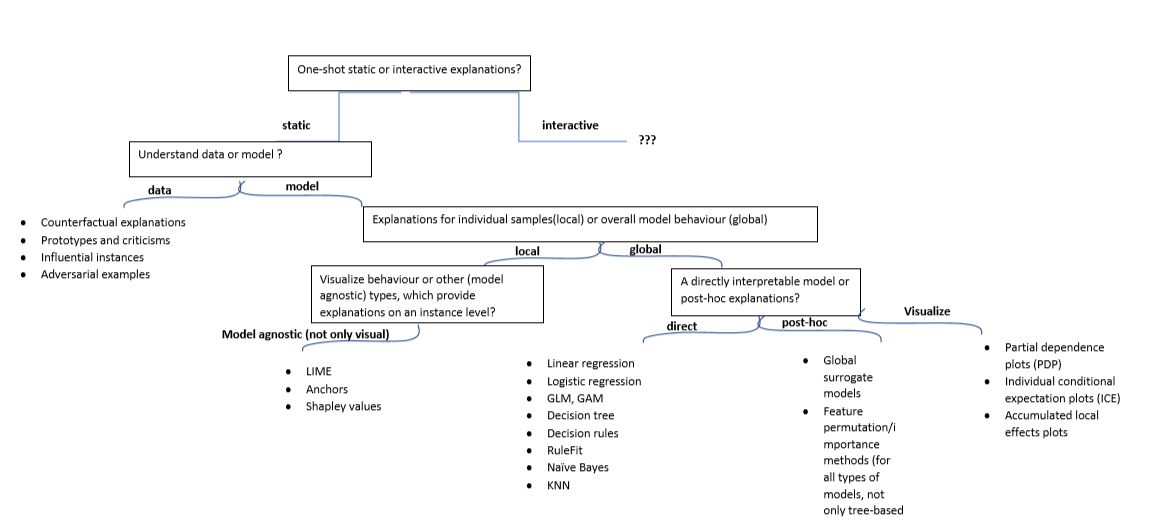 One-shot static or interactive explanations?
static
interactive
???
Understand data or model ?
data
model
• Counterfactual explanations
• Prototypes and criticisms
• Influential instances
• Adversarial examples
Explanations for individual samples(local) or overall model behaviour (global)
local
global
Visualize behaviour or other (model
agnostic) types, which provide
explanations on an instance level?
A directly interpretable model or
post-hoc explanations?
Model agnostic (not only visual)
direct
post-hoc
Visualize
• LIME
• Anchors
• Shapley values
• Linear regression
• Logistic regression
• GLM, GAM
• Decision tree
• Decision rules
• RuleFit
• Naïve Bayes
• KNN
• Global
surrogate
models
• Feature
permutation/i
mportance
methods (for
all types of
models, not
only tree-based
• Partial dependence
plots (PDP)
• Individual conditional
expectation plots (ICE)
• Accumulated local
effects plots